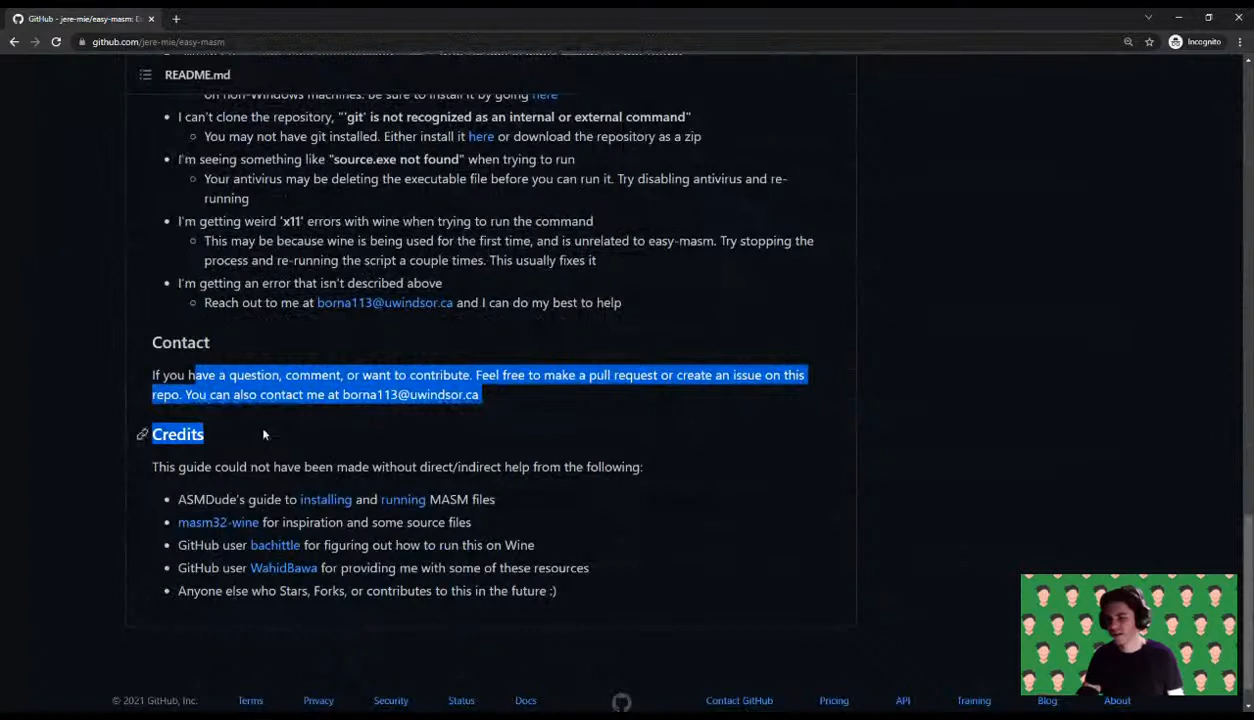 GitHub - jere-mie/easy-masm: E
Incognito
github.com/jere-mie/easy-masm
README.md
on non-Windows machines. be sure to install it by going here
I can't clone the repository, "'git' is not recognized as an internal or external command"
You may not have git installed. Either install it here or download the repository as a zip
I'm seeing something like "source.exe not found" when trying to run
Your antivirus may be deleting the executable file before you can run it. Try disabling antivirus and re-
running
I'm getting weird 'x11' errors with wine when trying to run the command
This may be because wine is being used for the first time, and is unrelated to easy-masm. Try stopping the
process and re-running the script a couple times. This usually fixes it
I'm getting an error that isn't described above
Reach out to me at borna113@uwindsor.ca and I can do my best to help
Contact
If you have a question, comment, or want to contribute. Feel free to make a pull request or create an issue on this
repo. You can also contact me at borna113@uwindsor.ca
Credits
This guide could not have been made without direct/indirect help from the following:
ASMDude's guide to installing and running MASM files
masm32-wine for inspiration and some source files
GitHub user bachittle for figuring out how to run this on Wine
GitHub user WahidBawa for providing me with some of these resources
Anyone else who Stars, Forks, or contributes to this in the future :)
© 2021 GitHub, Inc. Terms Privacy Security Status Docs Contact GitHub Pricing API Training Blog About